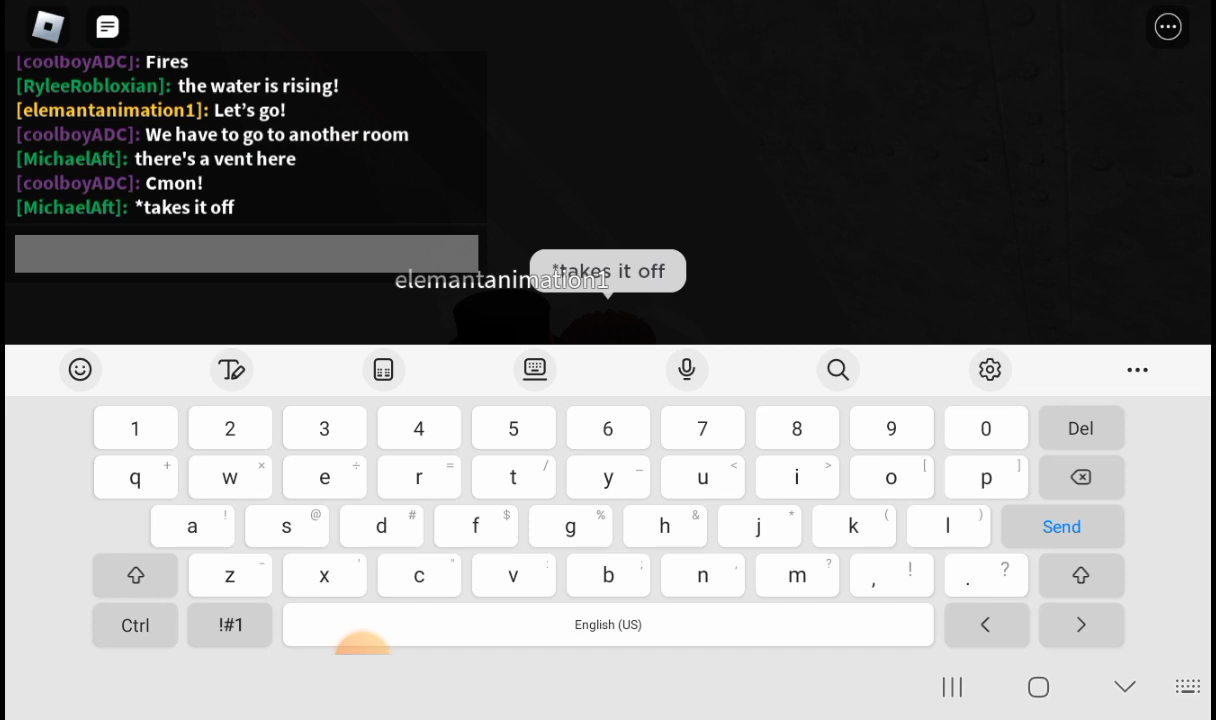 [coolboyADC]: Fires
[RyleeRobloxian]: the water is rising!
[elemantanimation1]: Let’s go!
[coolboyADC]: We have to go to another room
[MichaelAft]: there's a vent here
[coolboyADC]: Cmon!
[MichaelAft]: *takes it off
*takes it off
elemantanimation1
1 2 3 4 5 6 7 8 9 0 Del
q + w × e ÷ r = t / y _ u < i > o [ p ]
a ! s @ d # f $ g % h & j * k ( l ) Send
z - x ' c " v : b ; n , m ? , ! . ?
Ctrl !#1 English (US) < >